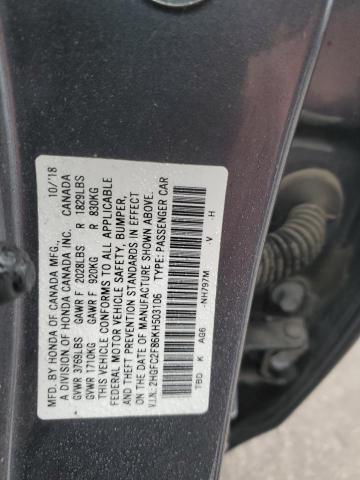 MFD. BY HONDA OF CANADA MFG., 10/'18
A DIVISION OF HONDA CANADA INC. CANADA
GVWR 3769LBS GAWR F 2028LBS R 1829LBS
GVWR 1710KG GAWR F 920KG R 830KG
THIS VEHICLE CONFORMS TO ALL APPLICABLE
FEDERAL MOTOR VEHICLE SAFETY, BUMPER,
AND THEFT PREVENTION STANDARDS IN EFFECT
ON THE DATE OF MANUFACTURE SHOWN ABOVE.
V.I.N.: 2HGFC2F86KH503106 TYPE: PASSENGER CAR
TBD K AG6 -NH797M -V -H